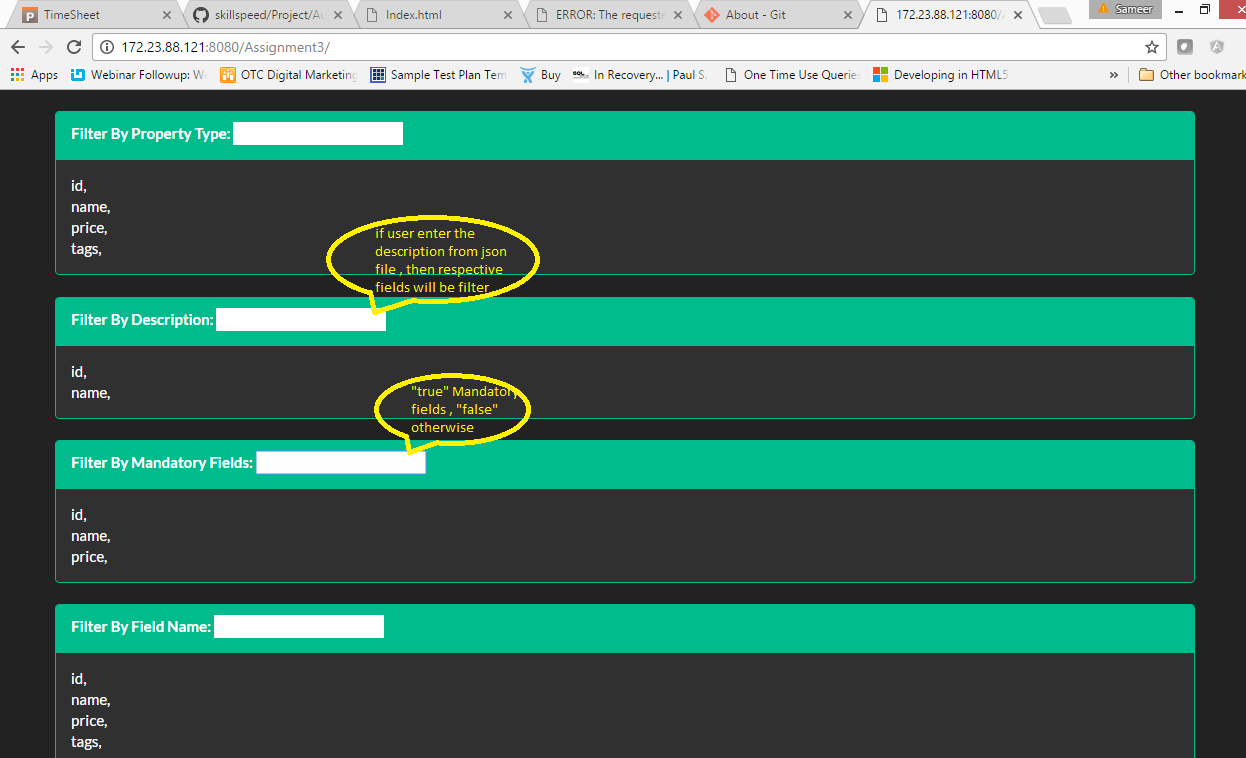 TimeSheet
skillspeed/Project/Au
Index.html
ERROR: The requeste
About - Git
172.23.88.121:8080/A
Sameer
172.23.88.121:8080/Assignment3/
Apps
Webinar Followup: W
OTC Digital Marketing
Sample Test Plan Tem
Buy
In Recovery... | Paul S.
One Time Use Querie
Developing in HTML5
»
Other bookmark
Filter By Property Type:
id,
name,
price,
tags,
if user enter the
description from json
file , then respective
fields will be filter
Filter By Description:
id,
name,
"true" Mandatory
fields , "false"
otherwise
Filter By Mandatory Fields:
id,
name,
price,
Filter By Field Name:
id,
name,
price,
tags,